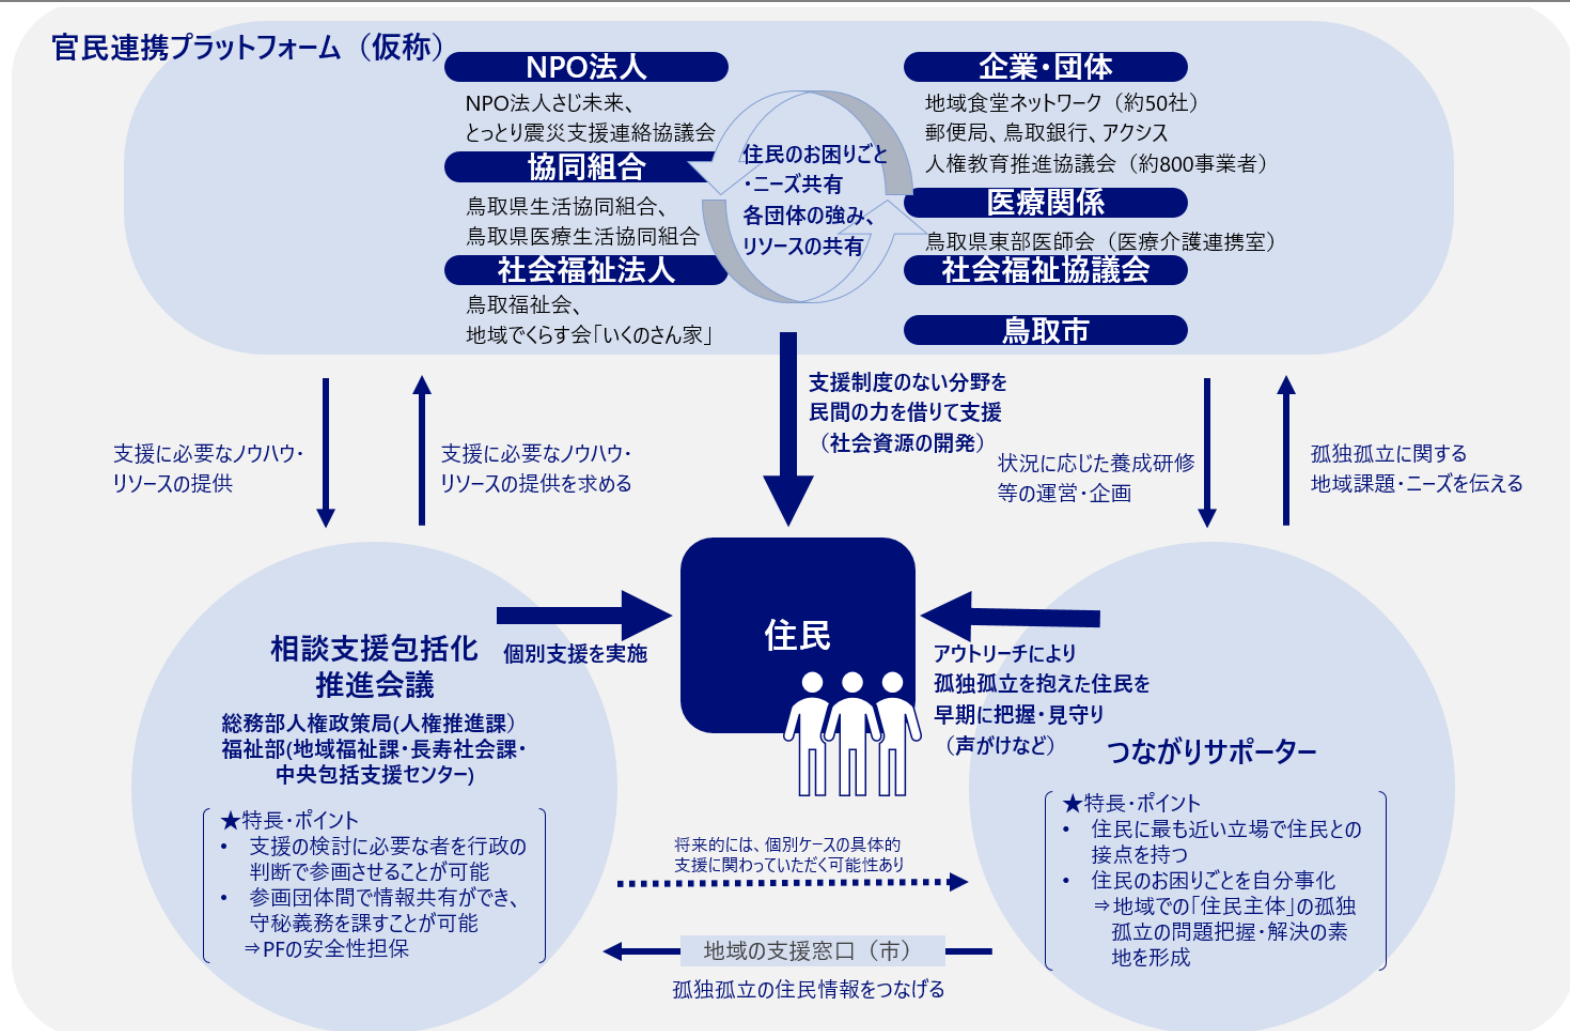 官民連携プラットフォーム（仮称）
NPO法人
NPO法人さじ未来、
とっとり震災支援連絡協議会
協同組合
鳥取県生活協同組合、
鳥取県医療生活協同組合
社会福祉法人
鳥取福祉会、
地域でくらす会「いくのさん家」
住民のお困りごと
・ニーズ共有
各団体の強み、
リソースの共有
企業・団体
地域食堂ネットワーク（約50社）
郵便局、鳥取銀行、アクシス
人権教育推進協議会（約800事業者）
医療関係
鳥取県東部医師会（医療介護連携室）
社会福祉協議会
鳥取市
支援に必要なノウハウ・
リソースの提供
支援に必要なノウハウ・
リソースの提供を求める
支援制度のない分野を
民間の力を借りて支援
（社会資源の開発）
状況に応じた養成研修
等の運営・企画
孤独孤立に関する
地域課題・ニーズを伝える
相談支援包括化
推進会議
総務部人権政策局(人権推進課）
福祉部(地域福祉課・長寿社会課・
中央包括支援センター)
★特長・ポイント
• 支援の検討に必要な者を行政の
判断で参画させることが可能
• 参画団体間で情報共有ができ、
守秘義務を課すことが可能
⇒PFの安全性担保
個別支援を実施
住民
アウトリーチにより
孤独孤立を抱えた住民を
早期に把握・見守り
（声がけなど）
つながりサポーター
★特長・ポイント
• 住民に最も近い立場で住民との
接点を持つ
• 住民のお困りごとを自分事化
⇒地域での「住民主体」の孤独
孤立の問題把握・解決の素
地を形成
将来的には、個別ケースの具体的
支援に関わっていただく可能性あり
地域の支援窓口（市）
孤独孤立の住民情報をつなげる